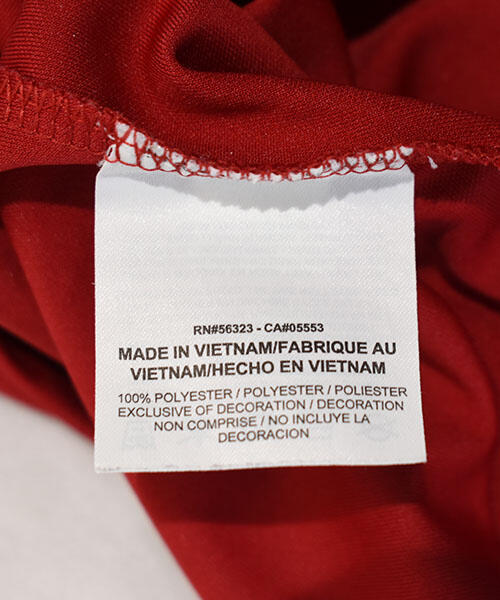 RN#56323 - CA#05553
MADE IN VIETNAM/FABRIQUE AU
VIETNAM/HECHO EN VIETNAM
100% POLYESTER / POLYESTER / POLIESTER
EXCLUSIVE OF DECORATION / DECORATION
NON COMPRISE / NO INCLUYE LA
DECORACION